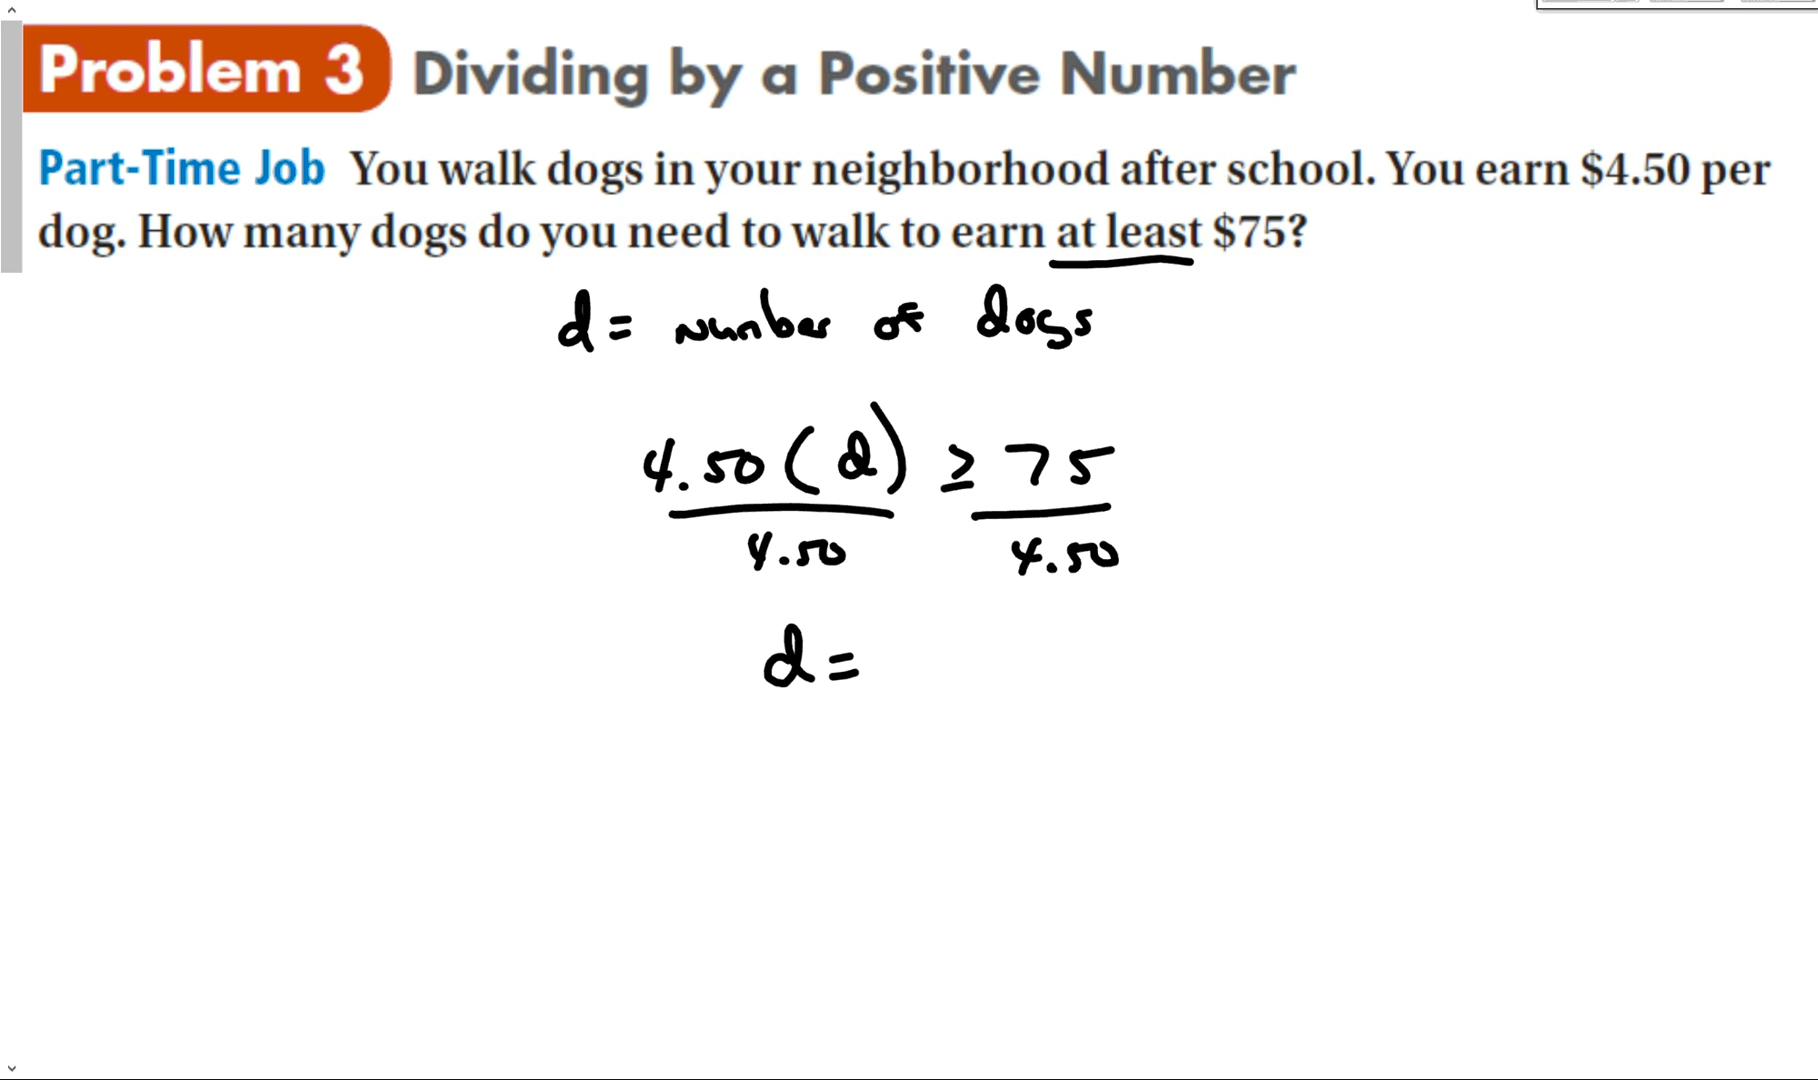 Problem 3 Dividing by a Positive Number
Part-Time Job You walk dogs in your neighborhood after school. You earn $4.50 per
dog. How many dogs do you need to walk to earn at least $75?
d = number of dogs
4.50(d) ≥ 75
4.50 4.50
d =